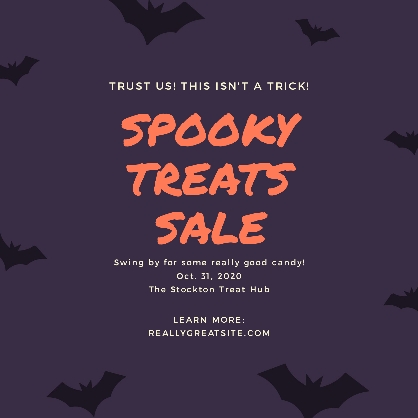 TRUST US! THIS ISN'T A TRICK!
SPOOKY
TREATS
SALE
Swing by for some really good candy!
Oct. 31, 2020
The Stockton Treat Hub
LEARN MORE:
REALLYGREATSITE.COM